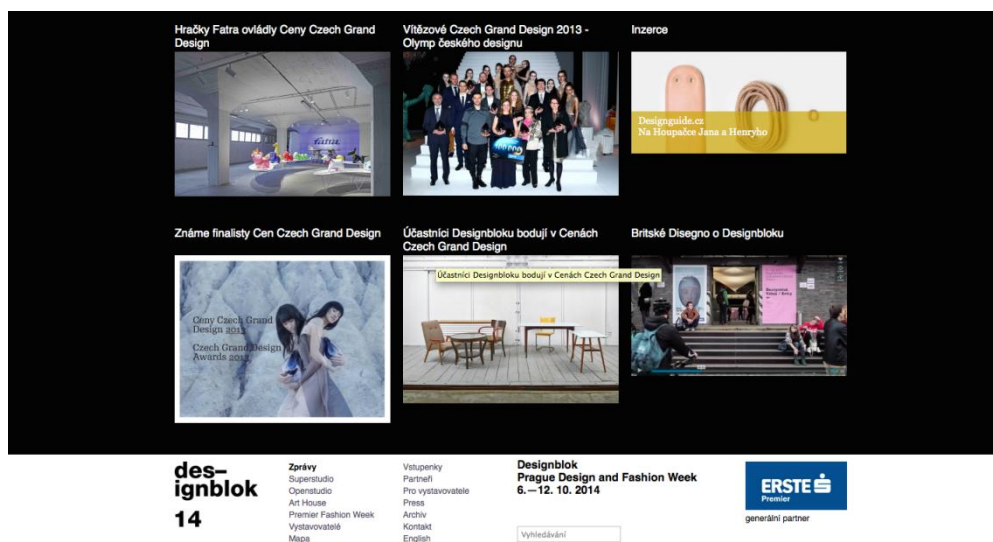 Hračky Fatra ovládly Ceny Czech Grand
Design
Vítězové Czech Grand Design 2013 -
Olymp českého designu
Inzerce
fatra
Designguide.cz
Na Houpačce Jana a Henryho
Známe finalisty Cen Czech Grand Design
Účastníci Designbloku bodují v Cenách
Czech Grand Design
Britské Disegno o Designbloku
Účastníci Designbloku bodují v Cenách Czech Grand Design
Ceny Czech Grand
Design 2013
Czech Grand Design
Awards 2013
des–
ignblok
14
Zprávy
Superstudio
Openstudio
Art House
Premier Fashion Week
Vystavovatelé
Mapa
Vstupenky
Partneři
Pro vystavovatele
Press
Archiv
Kontakt
English
Designblok
Prague Design and Fashion Week
6.—12. 10. 2014
Vyhledávání
ERSTE
Premier
generální partner